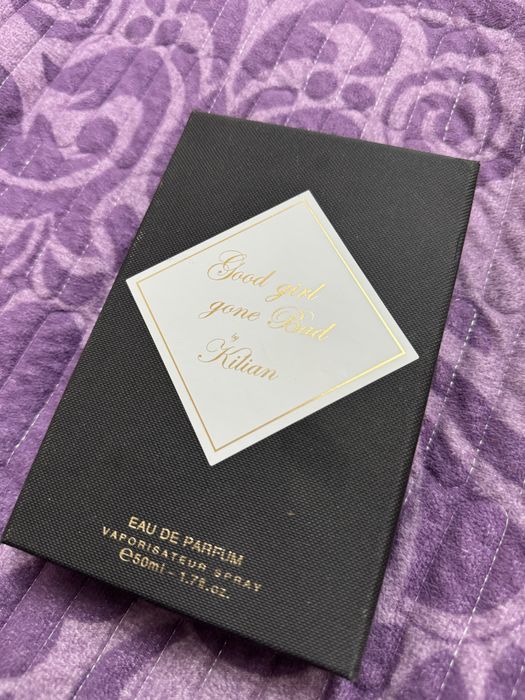 Good girl
gone Bad
by
Kilian
EAU DE PARFUM
VAPORISATEUR SPRAY
℮50ml - 1.7fl.oz.